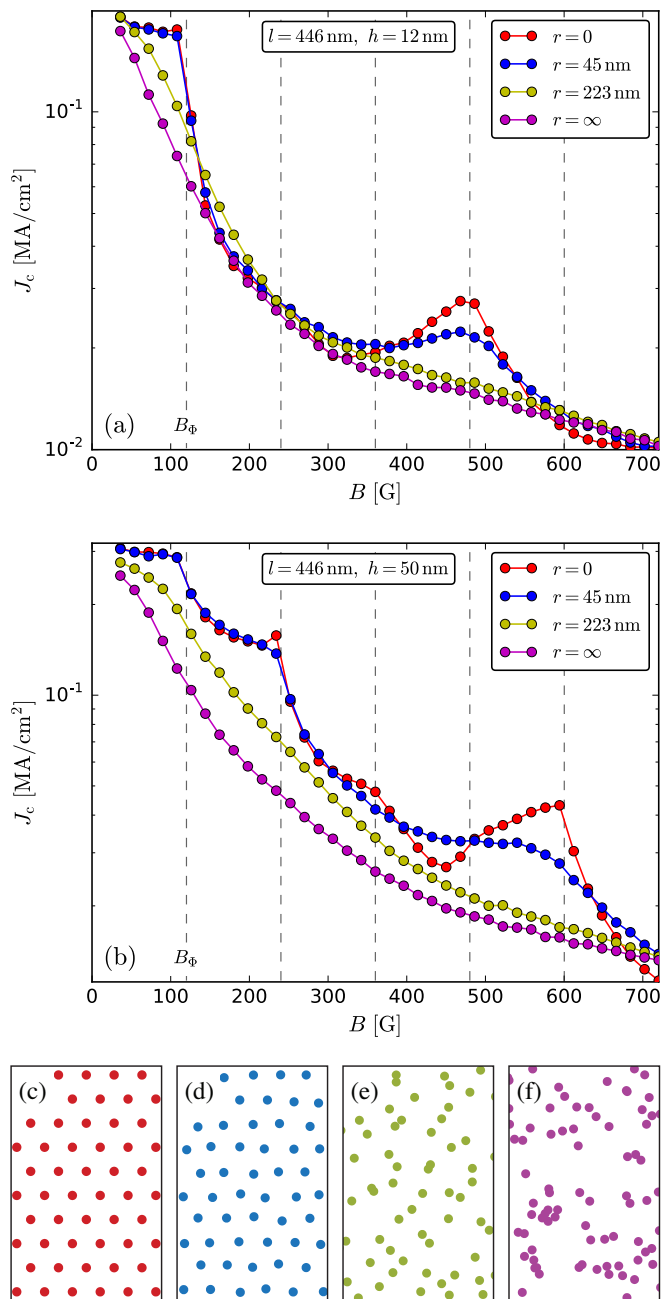 l = 446 nm, h = 12 nm
r = 0
r = 45 nm
r = 223 nm
r = ∞
10⁻¹
10⁻²
J_c [MA/cm²]
(a)
B_Φ
0 100 200 300 400 500 600 700
B [G]
l = 446 nm, h = 50 nm
r = 0
r = 45 nm
r = 223 nm
r = ∞
10⁻¹
J_c [MA/cm²]
(b)
B_Φ
0 100 200 300 400 500 600 700
B [G]
(c) (d) (e) (f)